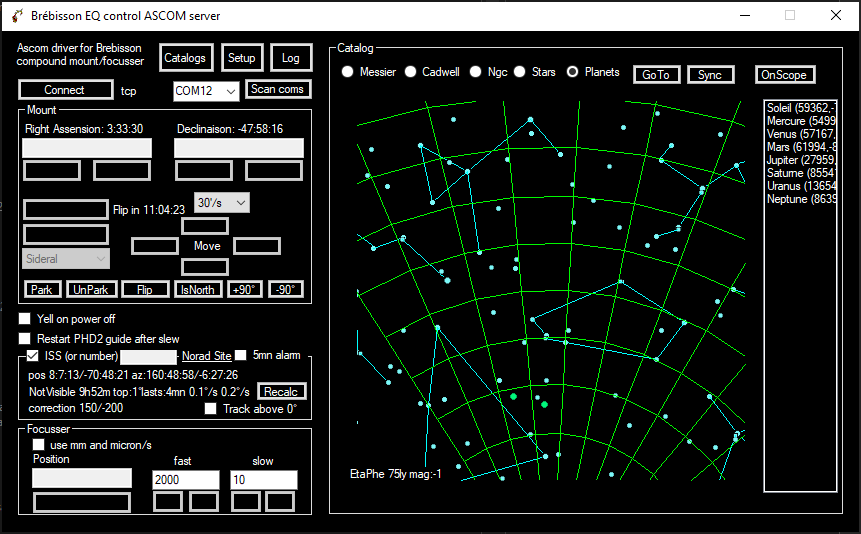 Brébisson EQ control ASCOM server
Ascom driver for Brebisson
compound mount/focusser
Catalogs
Setup
Log
Connect
tcp
COM12
Scan coms
Mount
Right Assension: 3:33:30
Declinaison: -47:58:16
Flip in 11:04:23
30'/s
Move
Sideral
Park
UnPark
Flip
IsNorth
+90°
-90°
Yell on power off
Restart PHD2 guide after slew
ISS (or number)
Norad Site
5mn alarm
pos 8:7:13/-70:48:21 az:160:48:58/-6:27:26
NotVisible 9h52m top:1°lasts:4mn 0.1°/s 0.2°/s
Recalc
correction 150/-200
Track above 0°
Focusser
use mm and micron/s
Position
fast
slow
2000
10
Catalog
Messier
Cadwell
Ngc
Stars
Planets
GoTo
Sync
OnScope
Soleil (59362,-
Mercure (5499
Venus (57167,
Mars (61994,-8
Jupiter (27959,
Saturne (8554
Uranus (13654
Neptune (8639
EtaPhe 75ly mag:-1